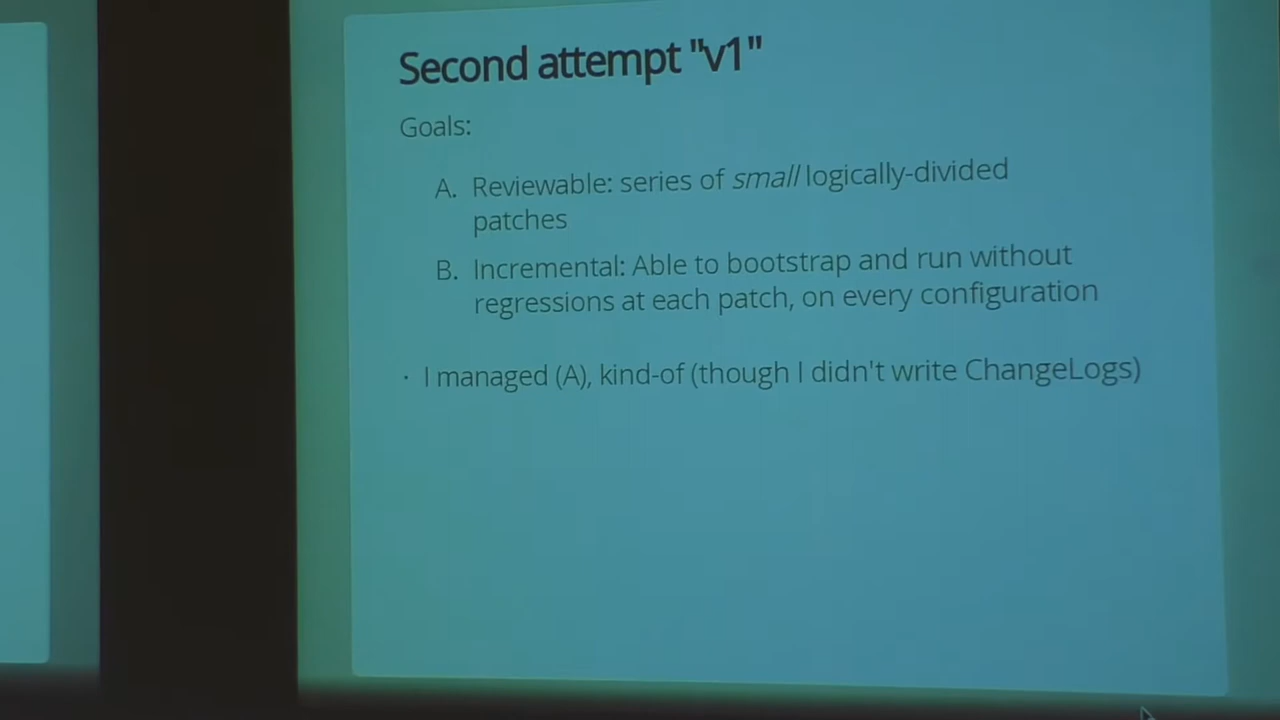 Second attempt "v1"
Goals:
A. Reviewable: series of small logically-divided
patches
B. Incremental: Able to bootstrap and run without
regressions at each patch, on every configuration
· I managed (A), kind-of (though I didn't write ChangeLogs)